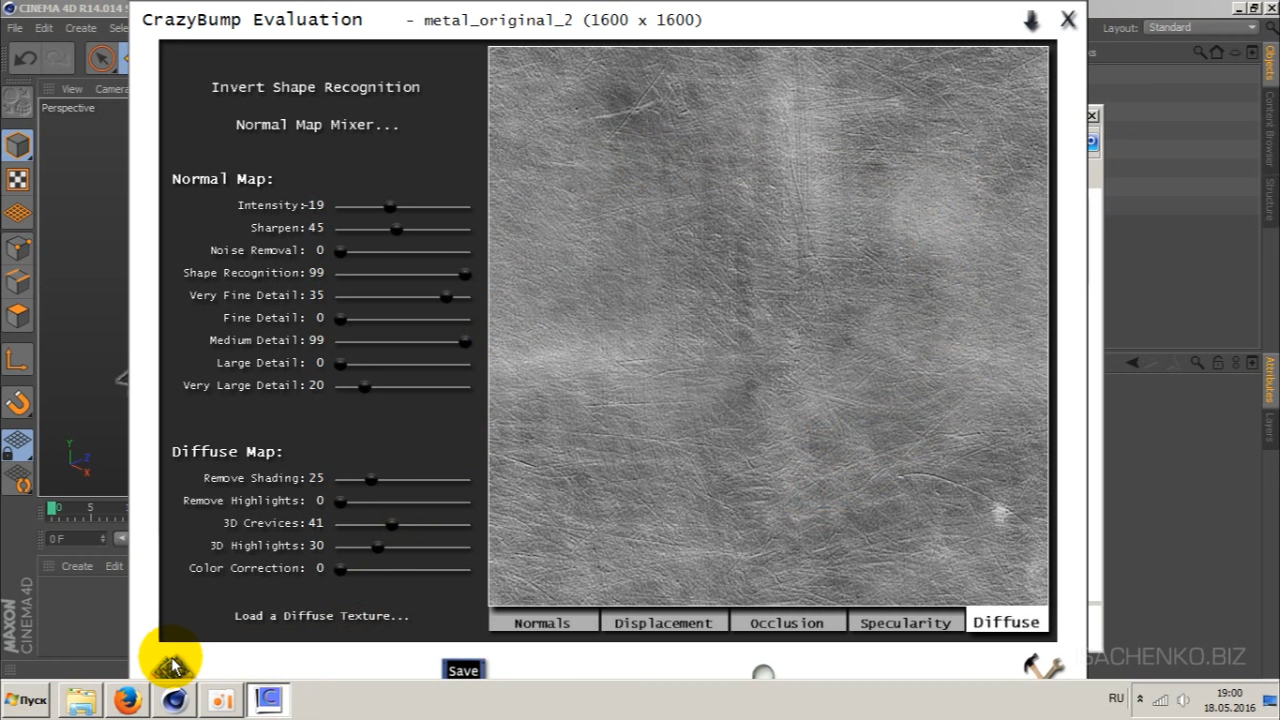 CINEMA 4D R14.014 S
CrazyBump Evaluation - metal_original_2 (1600 x 1600)
File Edit Create Sele
Layout: Standard
View Camera
Perspective
Invert Shape Recognition
Normal Map Mixer...
Normal Map:
Intensity:-19
Sharpen: 45
Noise Removal: 0
Shape Recognition: 99
Very Fine Detail: 35
Fine Detail: 0
Medium Detail: 99
Large Detail: 0
Very Large Detail: 20
Diffuse Map:
Remove Shading: 25
Remove Highlights: 0
3D Crevices: 41
3D Highlights: 30
Color Correction: 0
Load a Diffuse Texture...
Normals Displacement Occlusion Specularity Diffuse
Save
Objects
Content Browser
Structure
Attributes
Layers
Y
Z
X
0 5
0 F
Create Edit
MAXON
CINEMA 4D
ISACHENKO.BIZ
Пуск
RU
19:00
18.05.2016